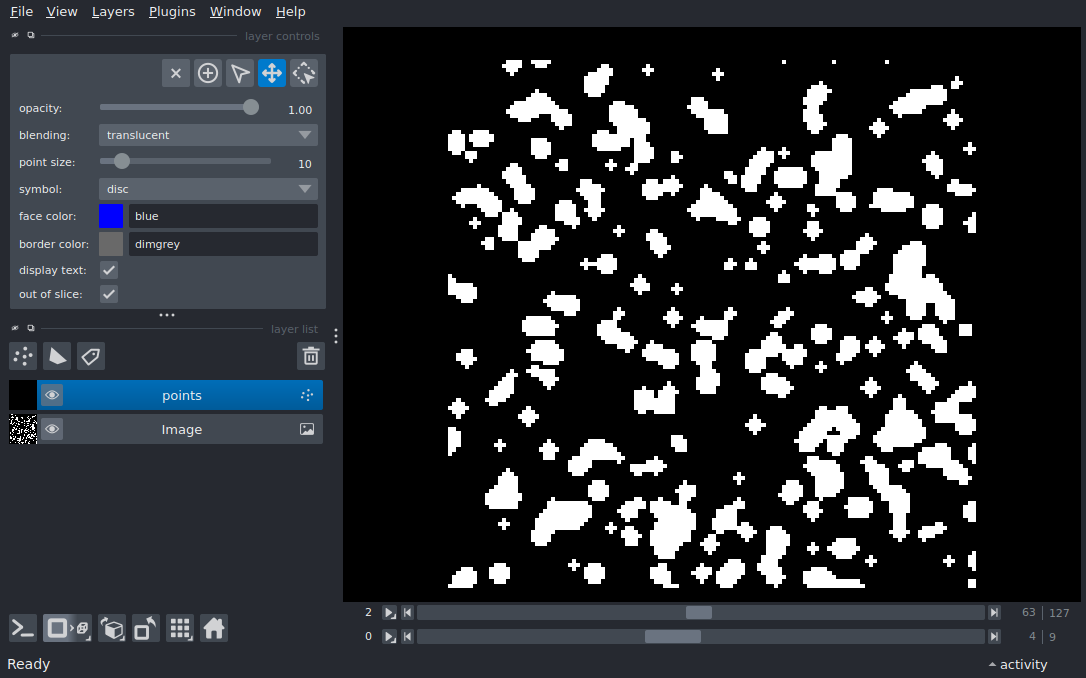 File View Layers Plugins Window Help
layer controls
opacity: 1.00
blending: translucent
point size: 10
symbol: disc
face color: blue
border color: dimgrey
display text:
out of slice:
layer list
points
Image
2 63 127
0 4 9
Ready activity